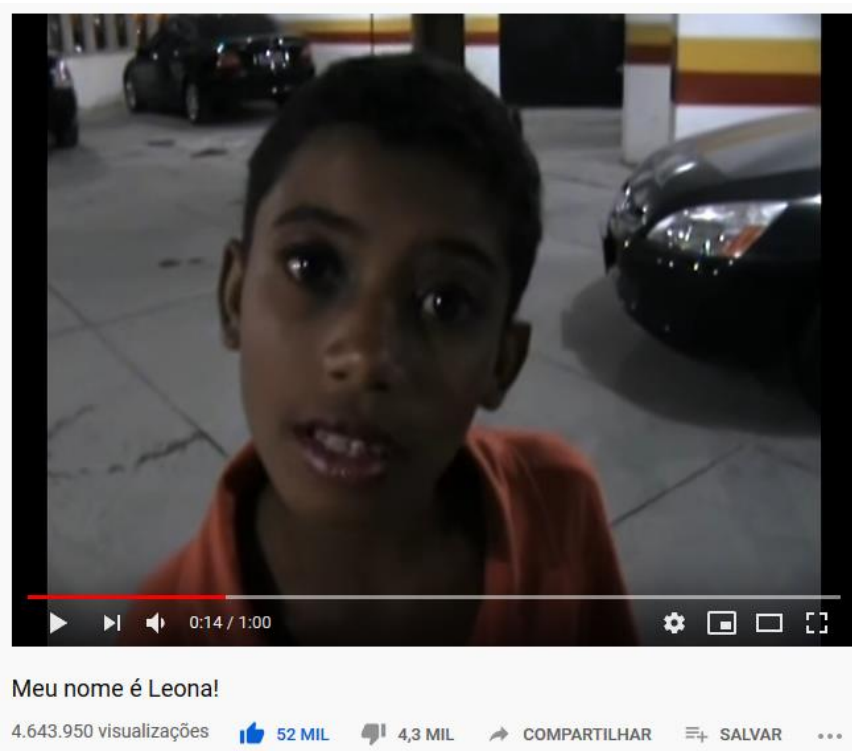 0:14 / 1:00
Meu nome é Leona!
4.643.950 visualizações 52 MIL 4,3 MIL COMPARTILHAR SALVAR